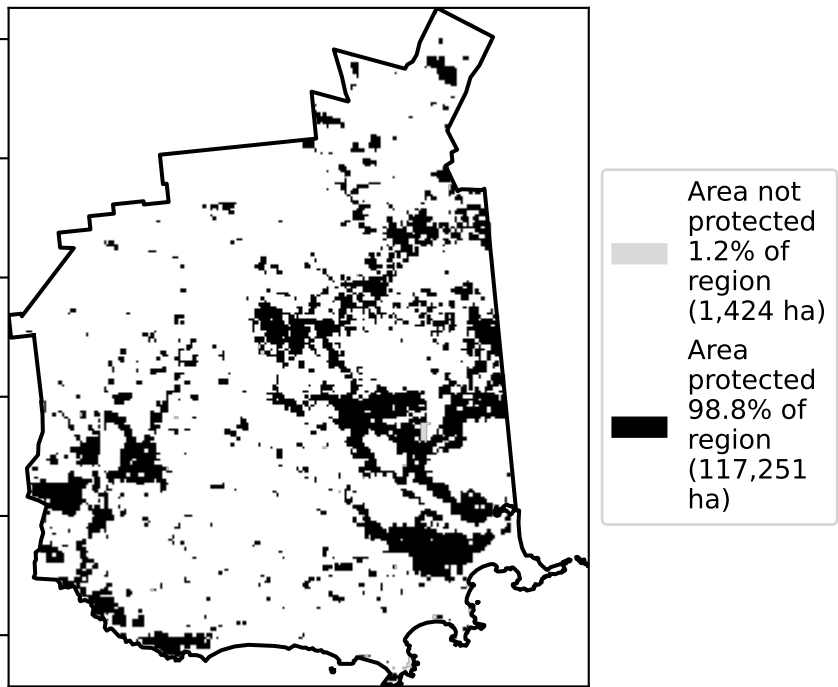 Area not
protected
1.2% of
region
(1,424 ha)
Area
protected
98.8% of
region
(117,251
ha)